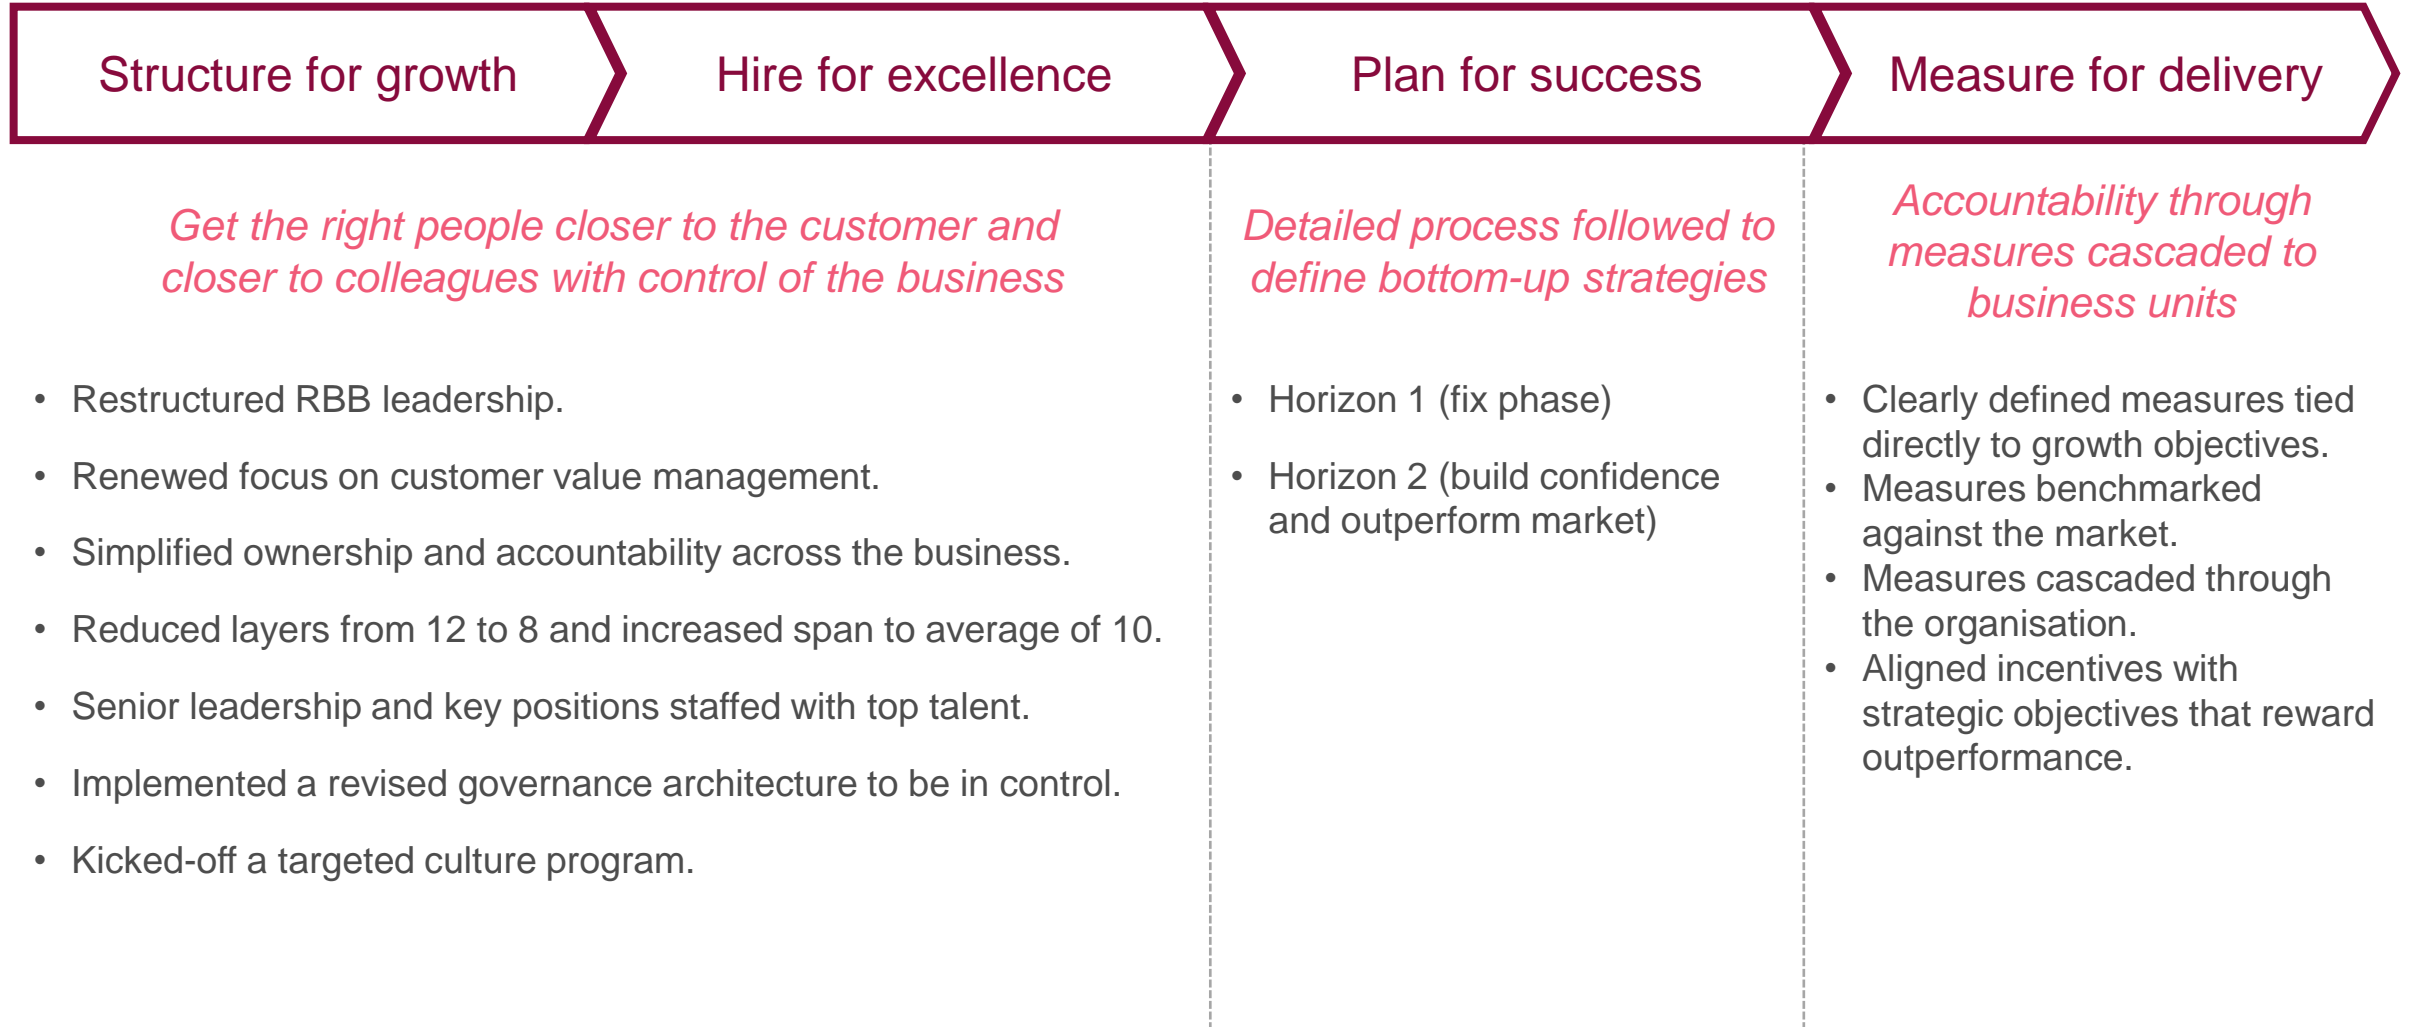 Structure for growth
Hire for excellence
Plan for success
Measure for delivery
Get the right people closer to the customer and
closer to colleagues with control of the business
• Restructured RBB leadership.
• Renewed focus on customer value management.
• Simplified ownership and accountability across the business.
• Reduced layers from 12 to 8 and increased span to average of 10.
• Senior leadership and key positions staffed with top talent.
• Implemented a revised governance architecture to be in control.
• Kicked-off a targeted culture program.
Detailed process followed to
define bottom-up strategies
• Horizon 1 (fix phase)
• Horizon 2 (build confidence
and outperform market)
Accountability through
measures cascaded to
business units
• Clearly defined measures tied
directly to growth objectives.
• Measures benchmarked
against the market.
• Measures cascaded through
the organisation.
• Aligned incentives with
strategic objectives that reward
outperformance.